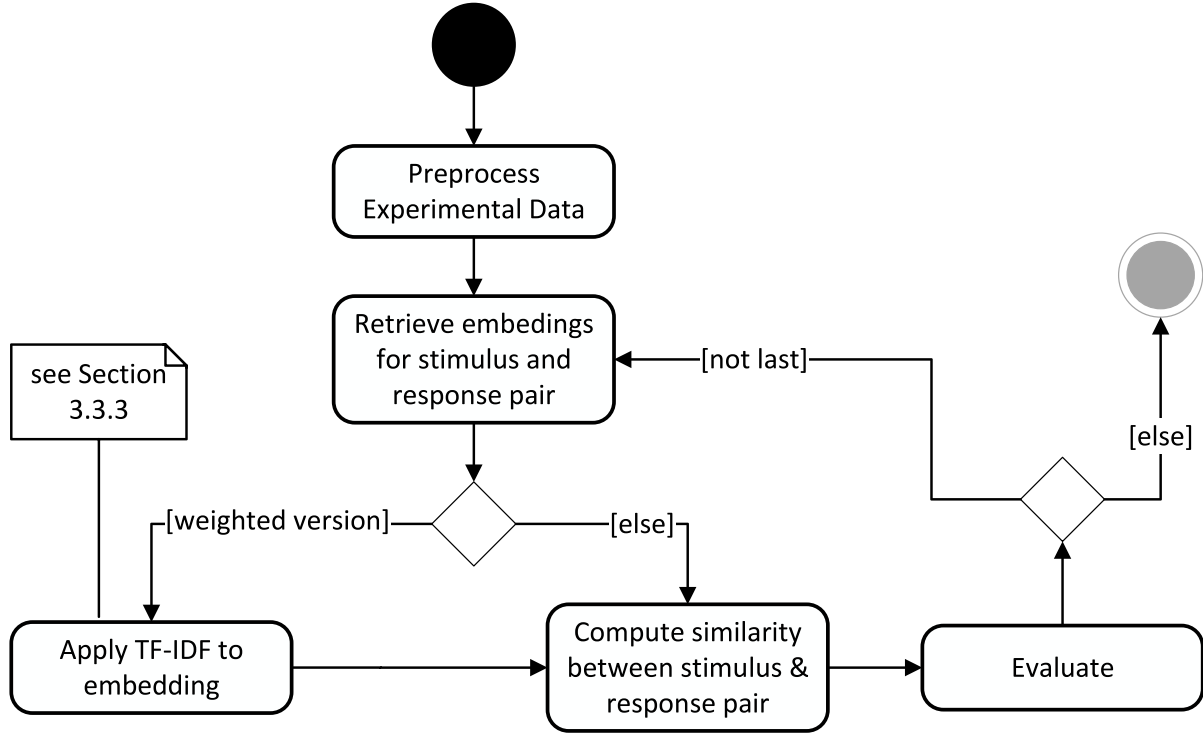 Preprocess
Experimental Data
Retrieve embedings
for stimulus and
response pair
[not last]
see Section
3.3.3
[else]
[weighted version]
[else]
Apply TF-IDF to
embedding
Compute similarity
between stimulus &
response pair
Evaluate